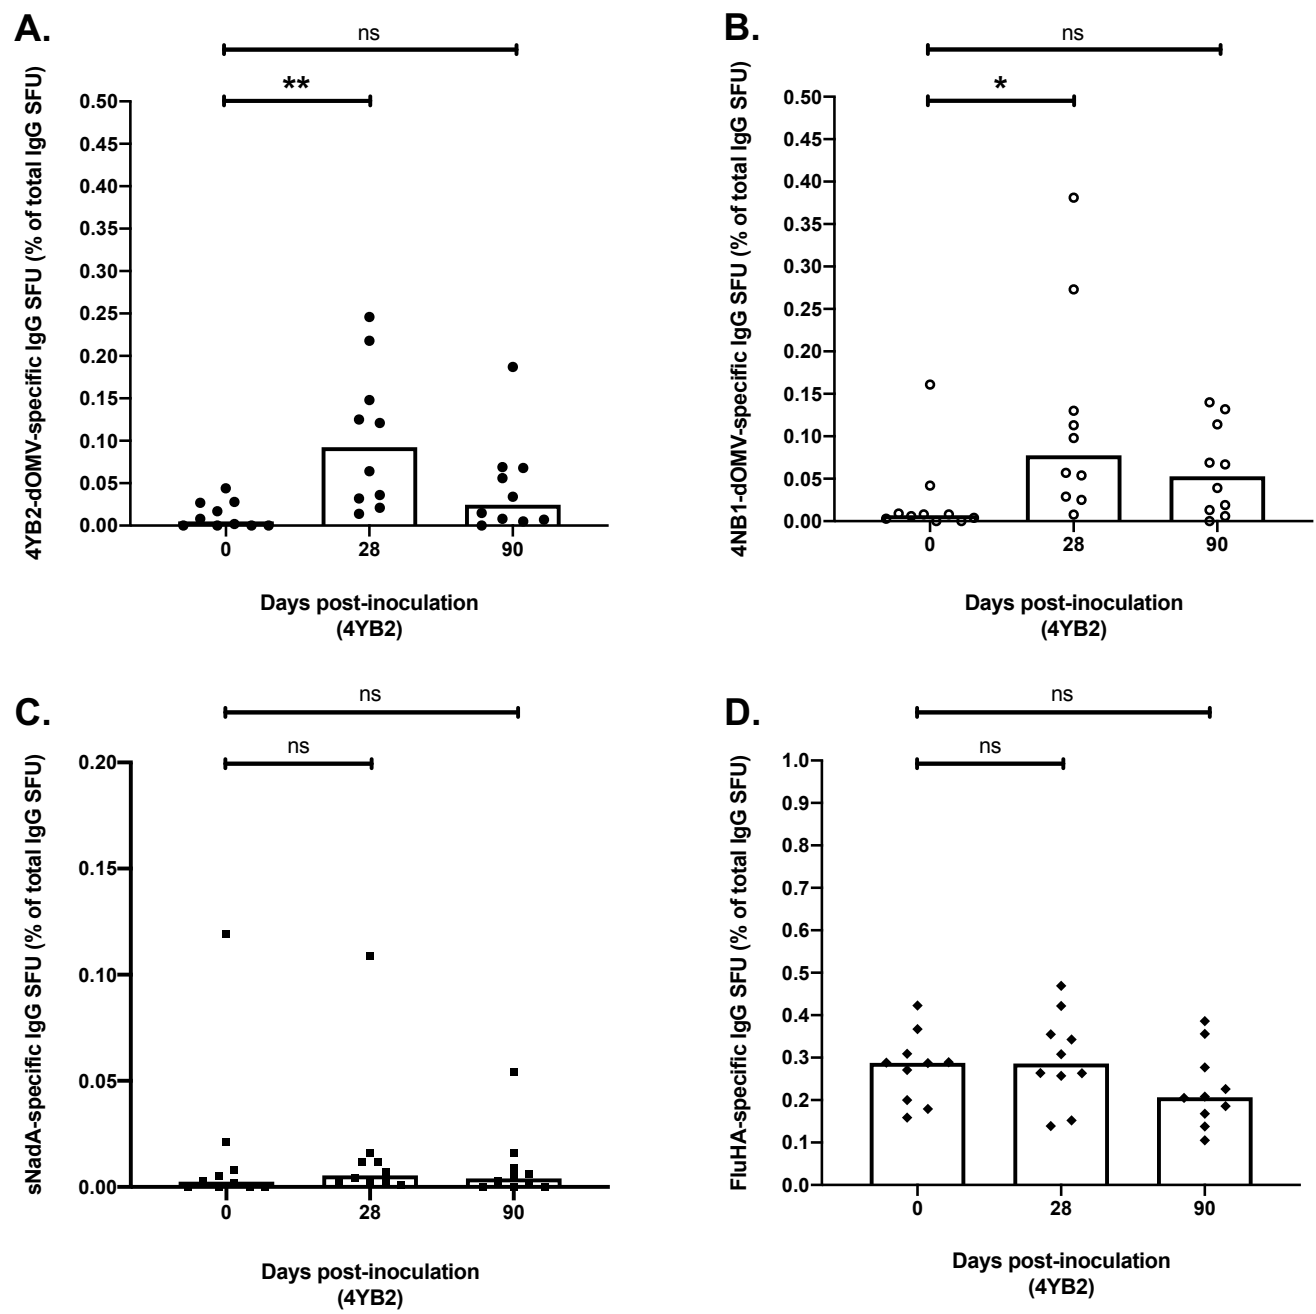 A.
ns
**
4YB2-dOMV-specific IgG SFU (% of total IgG SFU)
0.50
0.45
0.40
0.35
0.30
0.25
0.20
0.15
0.10
0.05
0.00
0 28 90
Days post-inoculation
(4YB2)
B.
ns
*
4NB1-dOMV-specific IgG SFU (% of total IgG SFU)
0.50
0.45
0.40
0.35
0.30
0.25
0.20
0.15
0.10
0.05
0.00
0 28 90
Days post-inoculation
(4YB2)
C.
ns
ns
sNadA-specific IgG SFU (% of total IgG SFU)
0.20
0.15
0.10
0.05
0.00
0 28 90
Days post-inoculation
(4YB2)
D.
ns
ns
FluHA-specific IgG SFU (% of total IgG SFU)
1.0
0.9
0.8
0.7
0.6
0.5
0.4
0.3
0.2
0.1
0.0
0 28 90
Days post-inoculation
(4YB2)